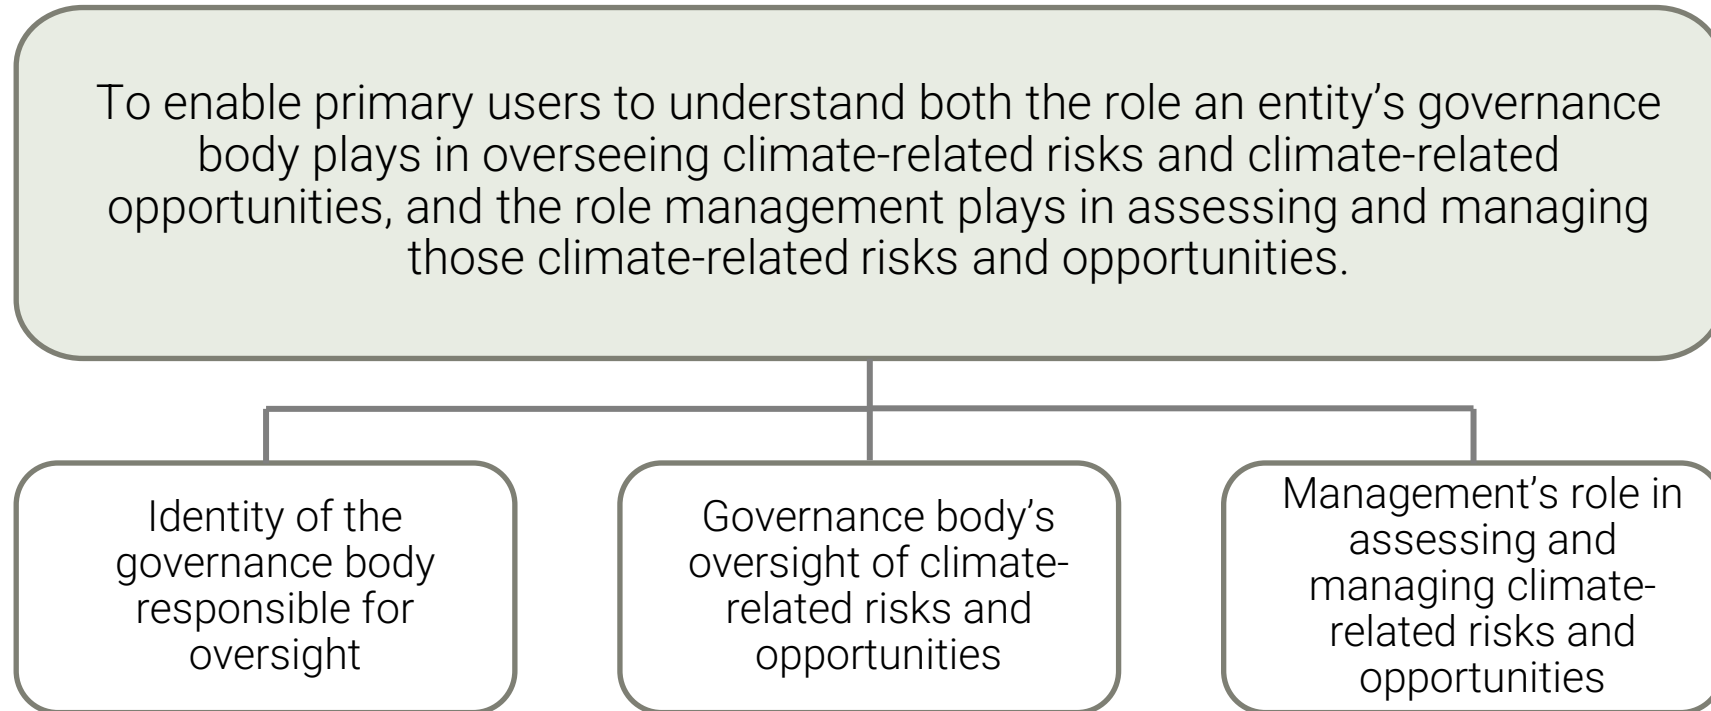 To enable primary users to understand both the role an entity’s governance
body plays in overseeing climate-related risks and climate-related
opportunities, and the role management plays in assessing and managing
those climate-related risks and opportunities.
Identity of the
governance body
responsible for
oversight
Governance body’s
oversight of climate-
related risks and
opportunities
Management’s role in
assessing and
managing climate-
related risks and
opportunities